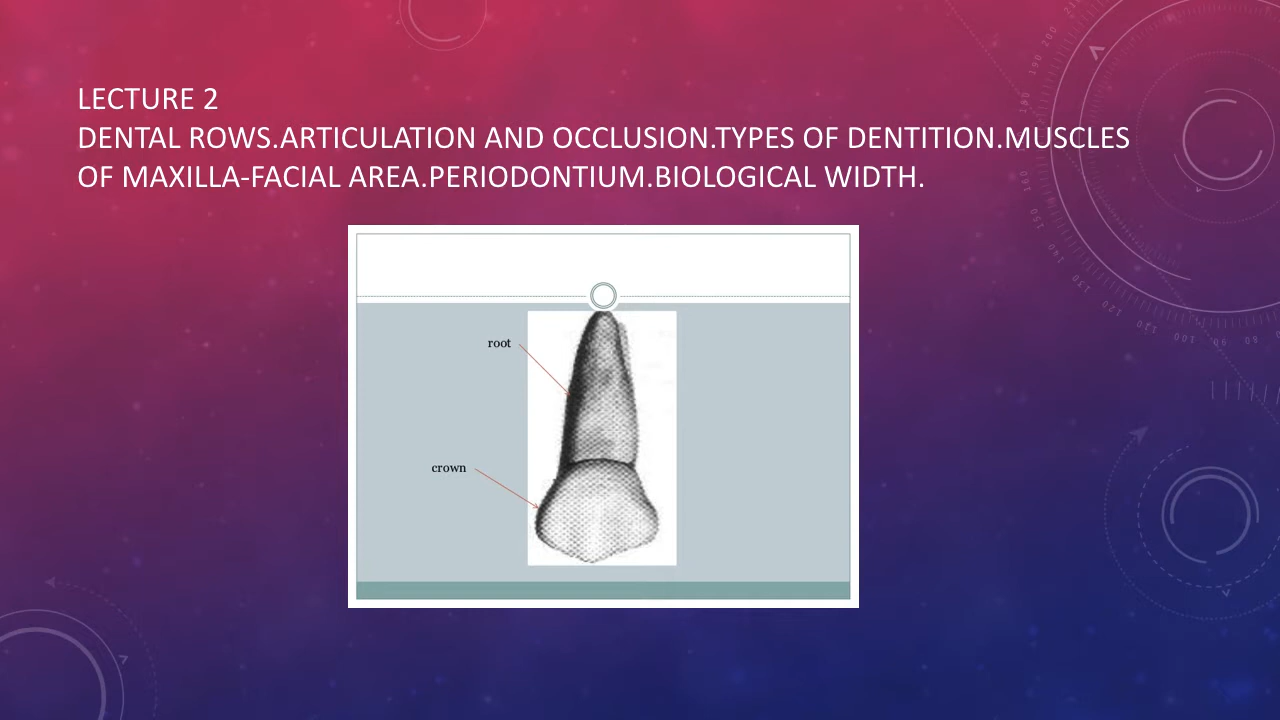 LECTURE 2
DENTAL ROWS.ARTICULATION AND OCCLUSION.TYPES OF DENTITION.MUSCLES
OF MAXILLA-FACIAL AREA.PERIODONTIUM.BIOLOGICAL WIDTH.
root
crown